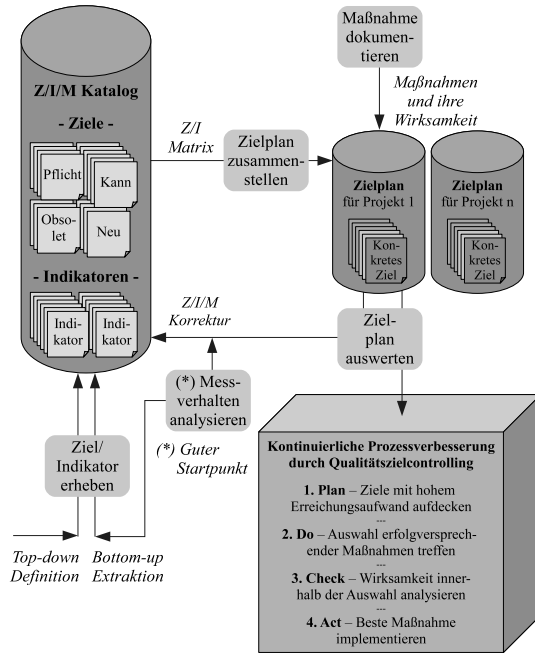 Z/I/M Katalog
- Ziele -
Pflicht
Kann
Obso-
let
Neu
- Indikatoren -
Indi-
kator
Indi-
kator
Z/I
Matrix
Zielplan
zusammen-
stellen
Maßnahme
dokumen-
tieren
Maßnahmen
und ihre
Wirksamkeit
Zielplan
für Projekt 1
Kon-
kretes
Ziel
Zielplan
für Projekt n
Kon-
kretes
Ziel
Z/I/M
Korrektur
Ziel-
plan
auswerten
(*) Mess-
verhalten
analysieren
(*) Guter
Startpunkt
Ziel/
Indikator
erheben
Top-down
Definition
Bottom-up
Extraktion
Kontinuierliche Prozessverbesserung
durch Qualitätszielcontrolling
1. Plan – Ziele mit hohem
Erreichungsaufwand aufdecken
---
2. Do – Auswahl erfolgversprech-
ender Maßnahmen treffen
---
3. Check – Wirksamkeit inner-
halb der Auswahl analysieren
---
4. Act – Beste Maßnahme
implementieren